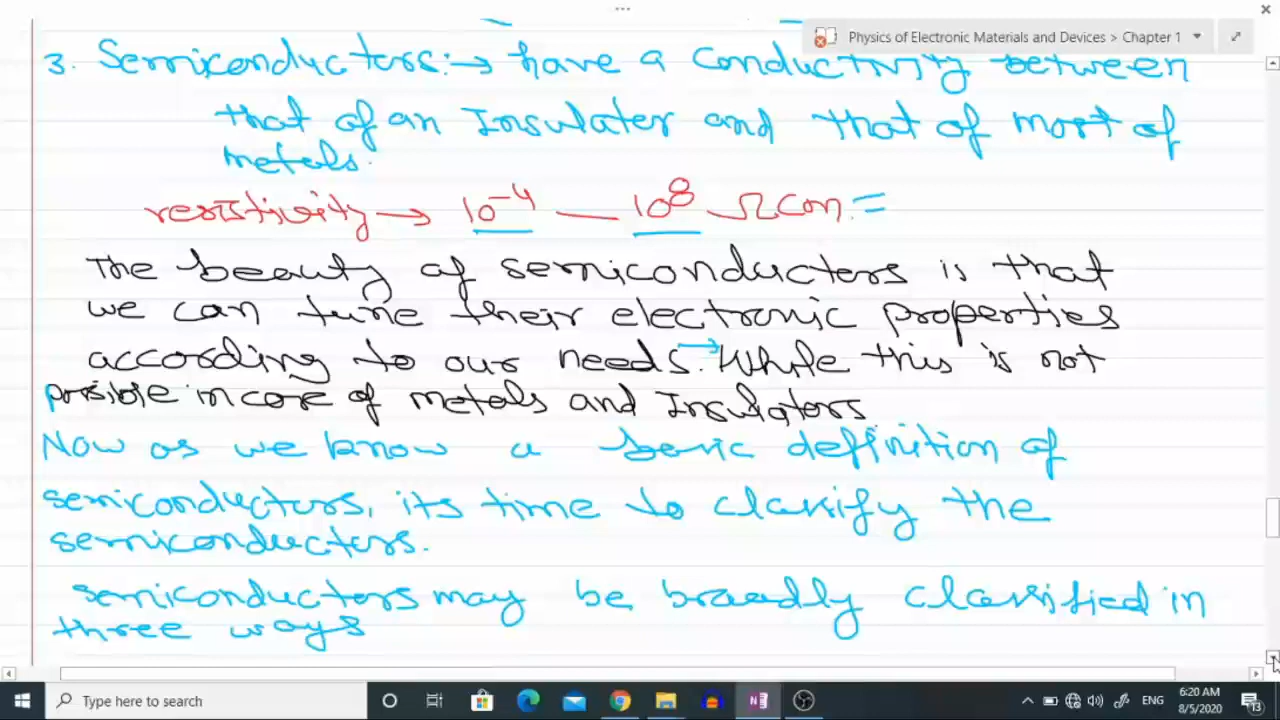 Physics of Electronic Materials and Devices > Chapter 1
3. Semiconductors:→ have a conductivity between
that of an Insulater and that of most of
metals.
resistivity → 10⁻⁴ — 10⁸ Ωcm. =
The beauty of semiconductors is that
we can tune their electronic properties
according to our needs. → While this is not
possible in case of metals and Insulators
Now as we know a basic definition of
semiconductors, its time to classify the
semiconductors.
semiconductors may be broadly classified in
three ways
Type here to search
ENG
6:20 AM
8/5/2020
13